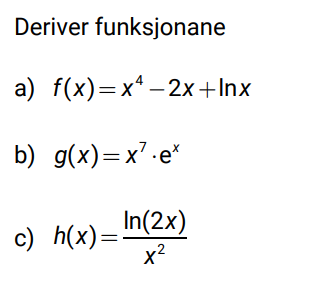 Deriver funksjonane
a) f(x)=x⁴−2x+lnx
b) g(x)=x⁷⋅eˣ
c) h(x)=ln(2x)/x²